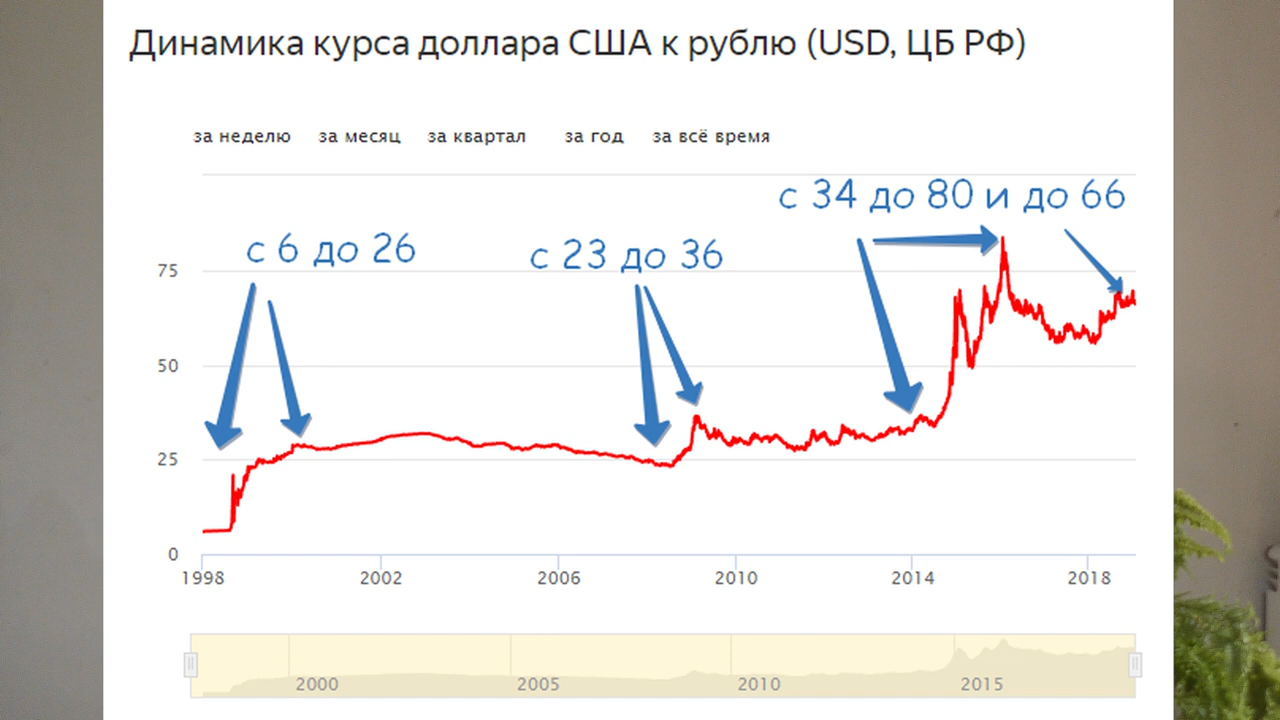 Динамика курса доллара США к рублю (USD, ЦБ РФ)
за неделю за месяц за квартал за год за всё время
с 34 до 80 и до 66
с 6 до 26 с 23 до 36
75
50
25
0
1998 2002 2006 2010 2014 2018
2000 2005 2010 2015